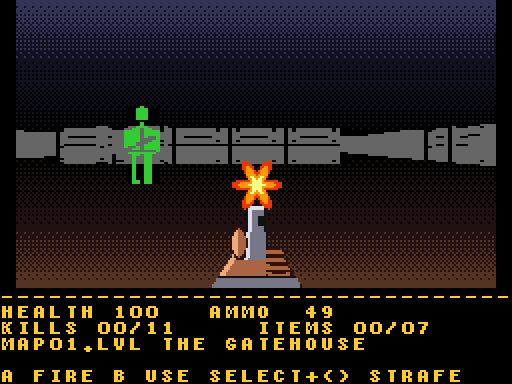 HEALTH 100 AMMO 49
KILLS 00/11 ITEMS 00/07
MAP01.LVL THE GATEHOUSE
A FIRE B USE SELECT+<> STRAFE